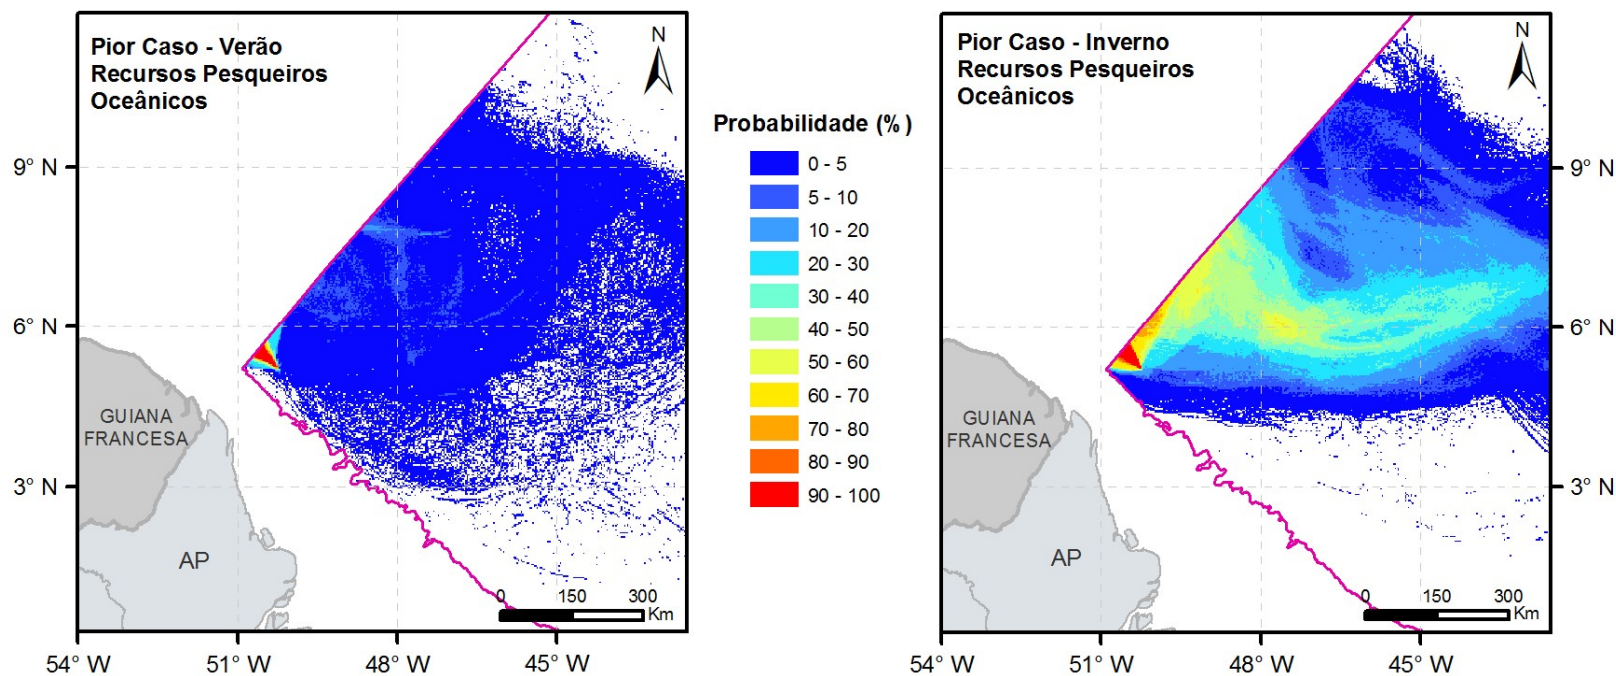 Pior Caso - Verão
Recursos Pesqueiros
Oceânicos
N
9° N
6° N
3° N
GUIANA
FRANCESA
AP
0 150 300
Km
54° W 51° W 48° W 45° W
Probabilidade (%)
0 - 5
5 - 10
10 - 20
20 - 30
30 - 40
40 - 50
50 - 60
60 - 70
70 - 80
80 - 90
90 - 100
Pior Caso - Inverno
Recursos Pesqueiros
Oceânicos
N
9° N
6° N
3° N
GUIANA
FRANCESA
AP
0 150 300
Km
54° W 51° W 48° W 45° W